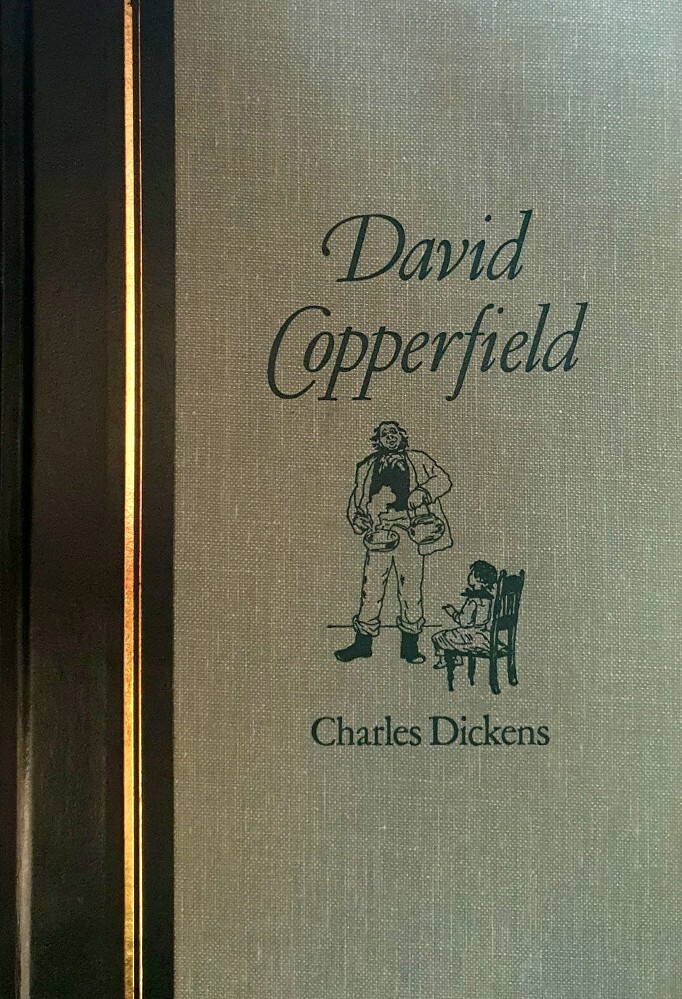 David
Copperfield
Charles Dickens